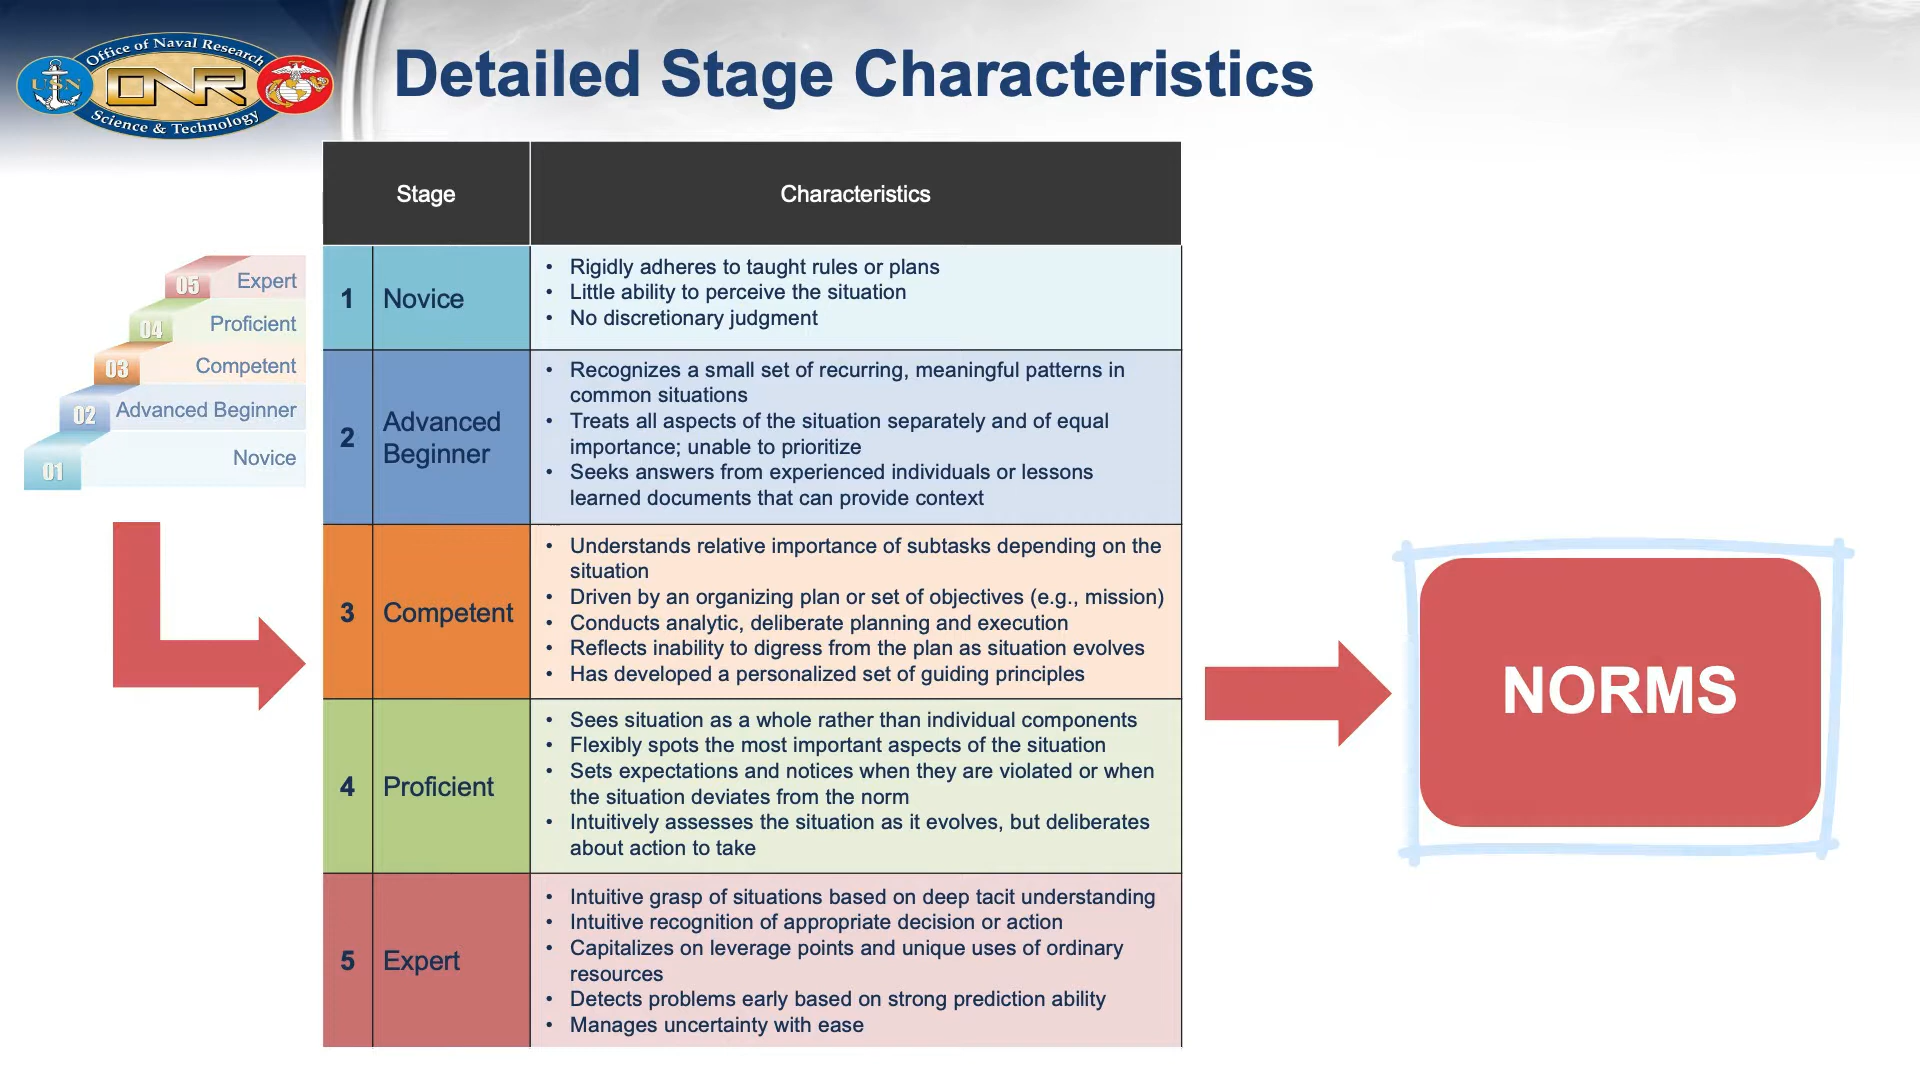 Office of Naval Research
USN
ONR
Science & Technology
Detailed Stage Characteristics
05 Expert
04 Proficient
03 Competent
02 Advanced Beginner
01 Novice
Stage Characteristics
1 Novice
• Rigidly adheres to taught rules or plans
• Little ability to perceive the situation
• No discretionary judgment
2 Advanced
Beginner
• Recognizes a small set of recurring, meaningful patterns in
common situations
• Treats all aspects of the situation separately and of equal
importance; unable to prioritize
• Seeks answers from experienced individuals or lessons
learned documents that can provide context
3 Competent
• Understands relative importance of subtasks depending on the
situation
• Driven by an organizing plan or set of objectives (e.g., mission)
• Conducts analytic, deliberate planning and execution
• Reflects inability to digress from the plan as situation evolves
• Has developed a personalized set of guiding principles
4 Proficient
• Sees situation as a whole rather than individual components
• Flexibly spots the most important aspects of the situation
• Sets expectations and notices when they are violated or when
the situation deviates from the norm
• Intuitively assesses the situation as it evolves, but deliberates
about action to take
5 Expert
• Intuitive grasp of situations based on deep tacit understanding
• Intuitive recognition of appropriate decision or action
• Capitalizes on leverage points and unique uses of ordinary
resources
• Detects problems early based on strong prediction ability
• Manages uncertainty with ease
NORMS